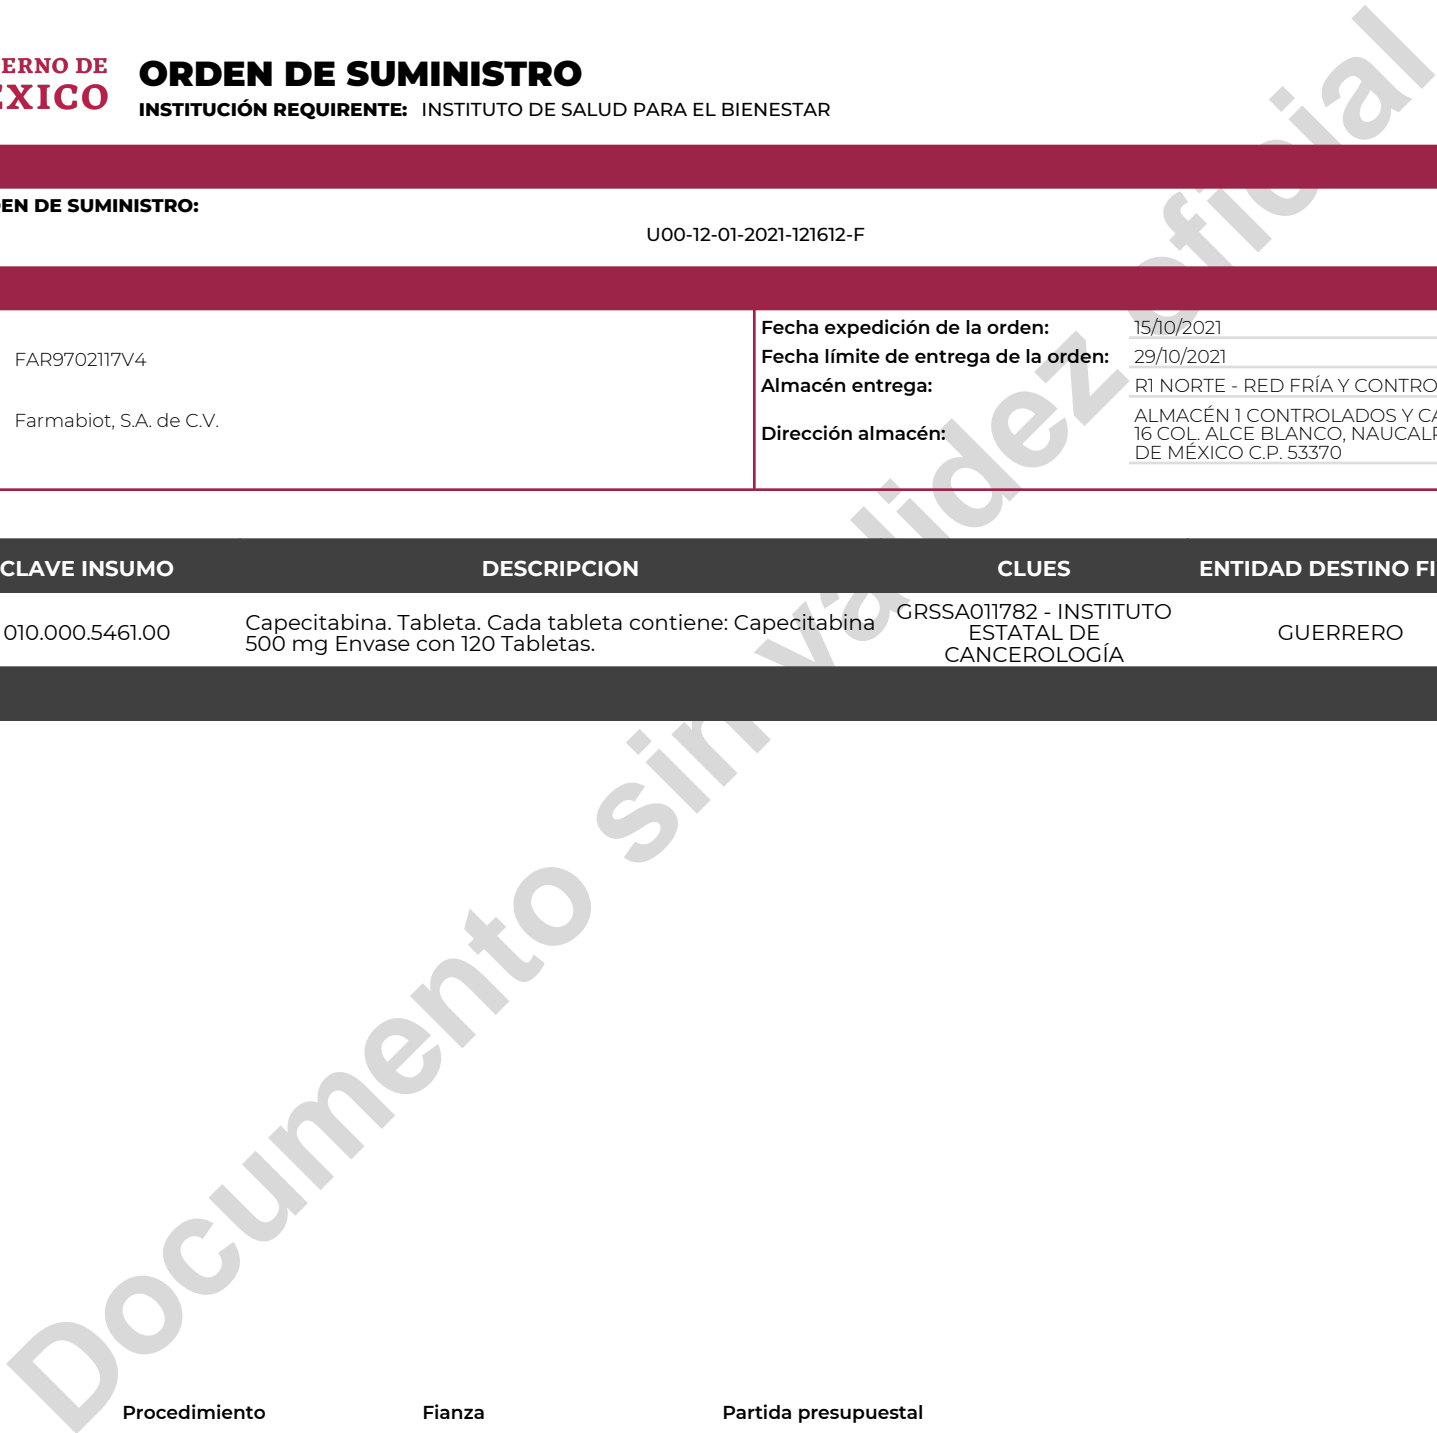 ERNO DE
ÉXICO
ORDEN DE SUMINISTRO
INSTITUCIÓN REQUIRENTE: INSTITUTO DE SALUD PARA EL BIENESTAR
EN DE SUMINISTRO:
U00-12-01-2021-121612-F
FAR9702117V4
Farmabiot, S.A. de C.V.
Fecha expedición de la orden: 15/10/2021
Fecha límite de entrega de la orden: 29/10/2021
Almacén entrega: R1 NORTE - RED FRÍA Y CONTRO
Dirección almacén: ALMACÉN 1 CONTROLADOS Y CA
16 COL. ALCE BLANCO, NAUCALP
DE MÉXICO C.P. 53370
CLAVE INSUMO DESCRIPCION CLUES ENTIDAD DESTINO FI
010.000.5461.00
Capecitabina. Tableta. Cada tableta contiene: Capecitabina
500 mg Envase con 120 Tabletas.
GRSSA011782 - INSTITUTO
ESTATAL DE
CANCEROLOGÍA
GUERRERO
Documento sin validez oficial
Procedimiento Fianza Partida presupuestal